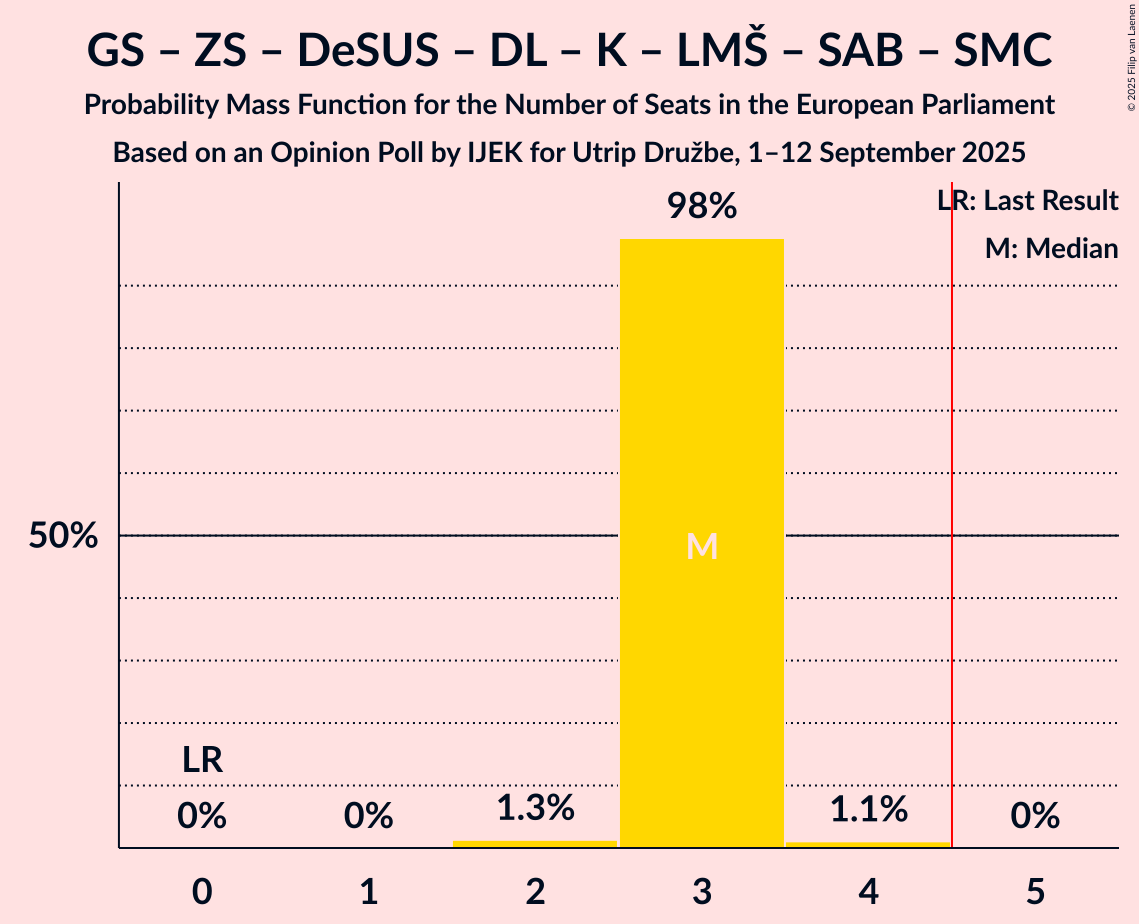 GS – ZS – DeSUS – DL – K – LMŠ – SAB – SMC
Probability Mass Function for the Number of Seats in the European Parliament
Based on an Opinion Poll by IJEK for Utrip Družbe, 1–12 September 2025
© 2025 Filip van Laenen
LR: Last Result
M: Median
98%
50%
M
LR
0%
0%
1.3%
1.1%
0%
0
1
2
3
4
5